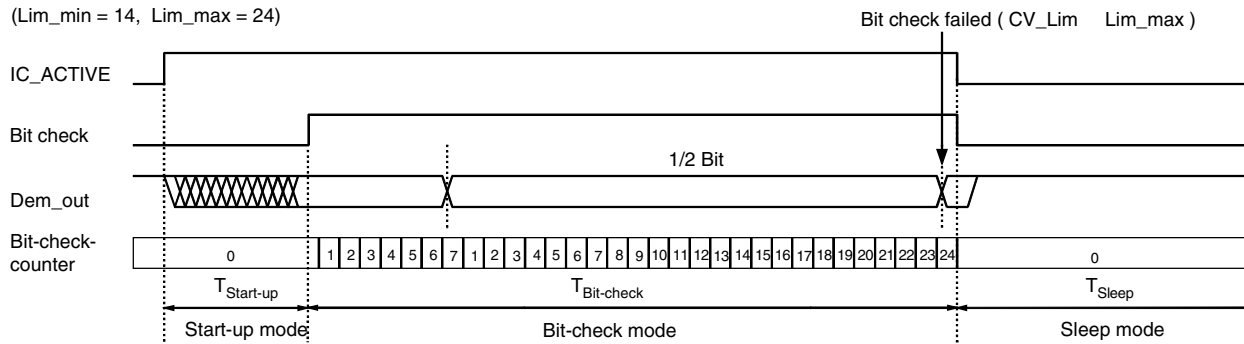 (Lim_min = 14, Lim_max = 24)
Bit check failed ( CV_Lim Lim_max )
IC_ACTIVE
Bit check
1/2 Bit
Dem_out
Bit-check-
counter
0 1 2 3 4 5 6 7 1 2 3 4 5 6 7 8 9 10 11 12 13 14 15 16 17 18 19 20 21 22 23 24 0
TStart-up TBit-check TSleep
Start-up mode Bit-check mode Sleep mode